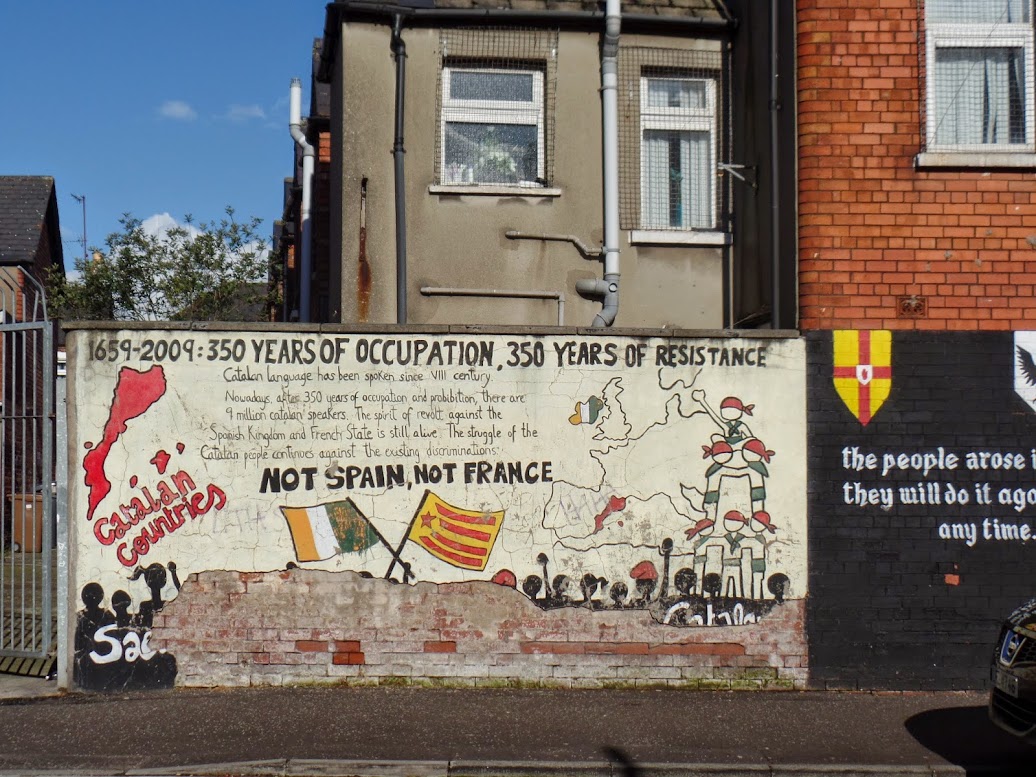 1659-2009: 350 YEARS OF OCCUPATION, 350 YEARS OF RESISTANCE
Catalan language has been spoken since VIII century.
Nowadays, after 350 years of occupation and prohibition, there are
9 million catalan speakers. The spirit of revolt against the
Spanish Kingdom and French State is still alive. The struggle of the
Catalan people continues against the existing discriminations.
NOT SPAIN, NOT FRANCE
Catalan
Countries
Sao
Catalan
the people arose i
they will do it aga
any time.